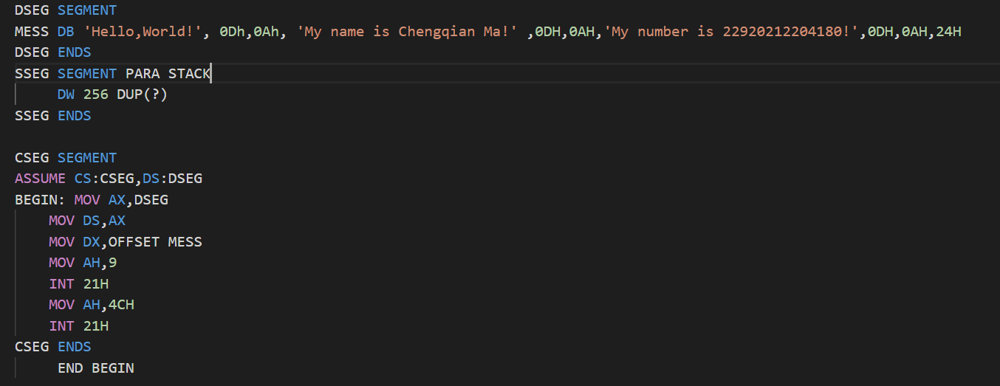 DSEG SEGMENT
MESS DB 'Hello,World!', 0Dh,0Ah, 'My name is Chengqian Ma!' ,0DH,0AH,'My number is 22920212204180!',0DH,0AH,24H
DSEG ENDS
SSEG SEGMENT PARA STACK
DW 256 DUP(?)
SSEG ENDS
CSEG SEGMENT
ASSUME CS:CSEG,DS:DSEG
BEGIN: MOV AX,DSEG
MOV DS,AX
MOV DX,OFFSET MESS
MOV AH,9
INT 21H
MOV AH,4CH
INT 21H
CSEG ENDS
END BEGIN